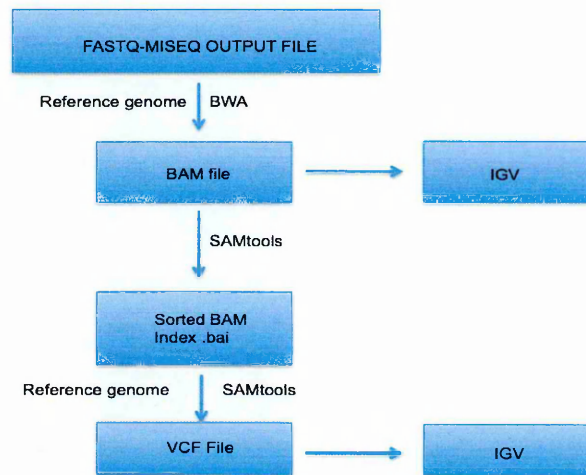 FASTQ-MISEQ OUTPUT FILE
Reference genome BWA
BAM file
IGV
SAMtools
Sorted BAM
Index .bai
Reference genome SAMtools
VCF File
IGV